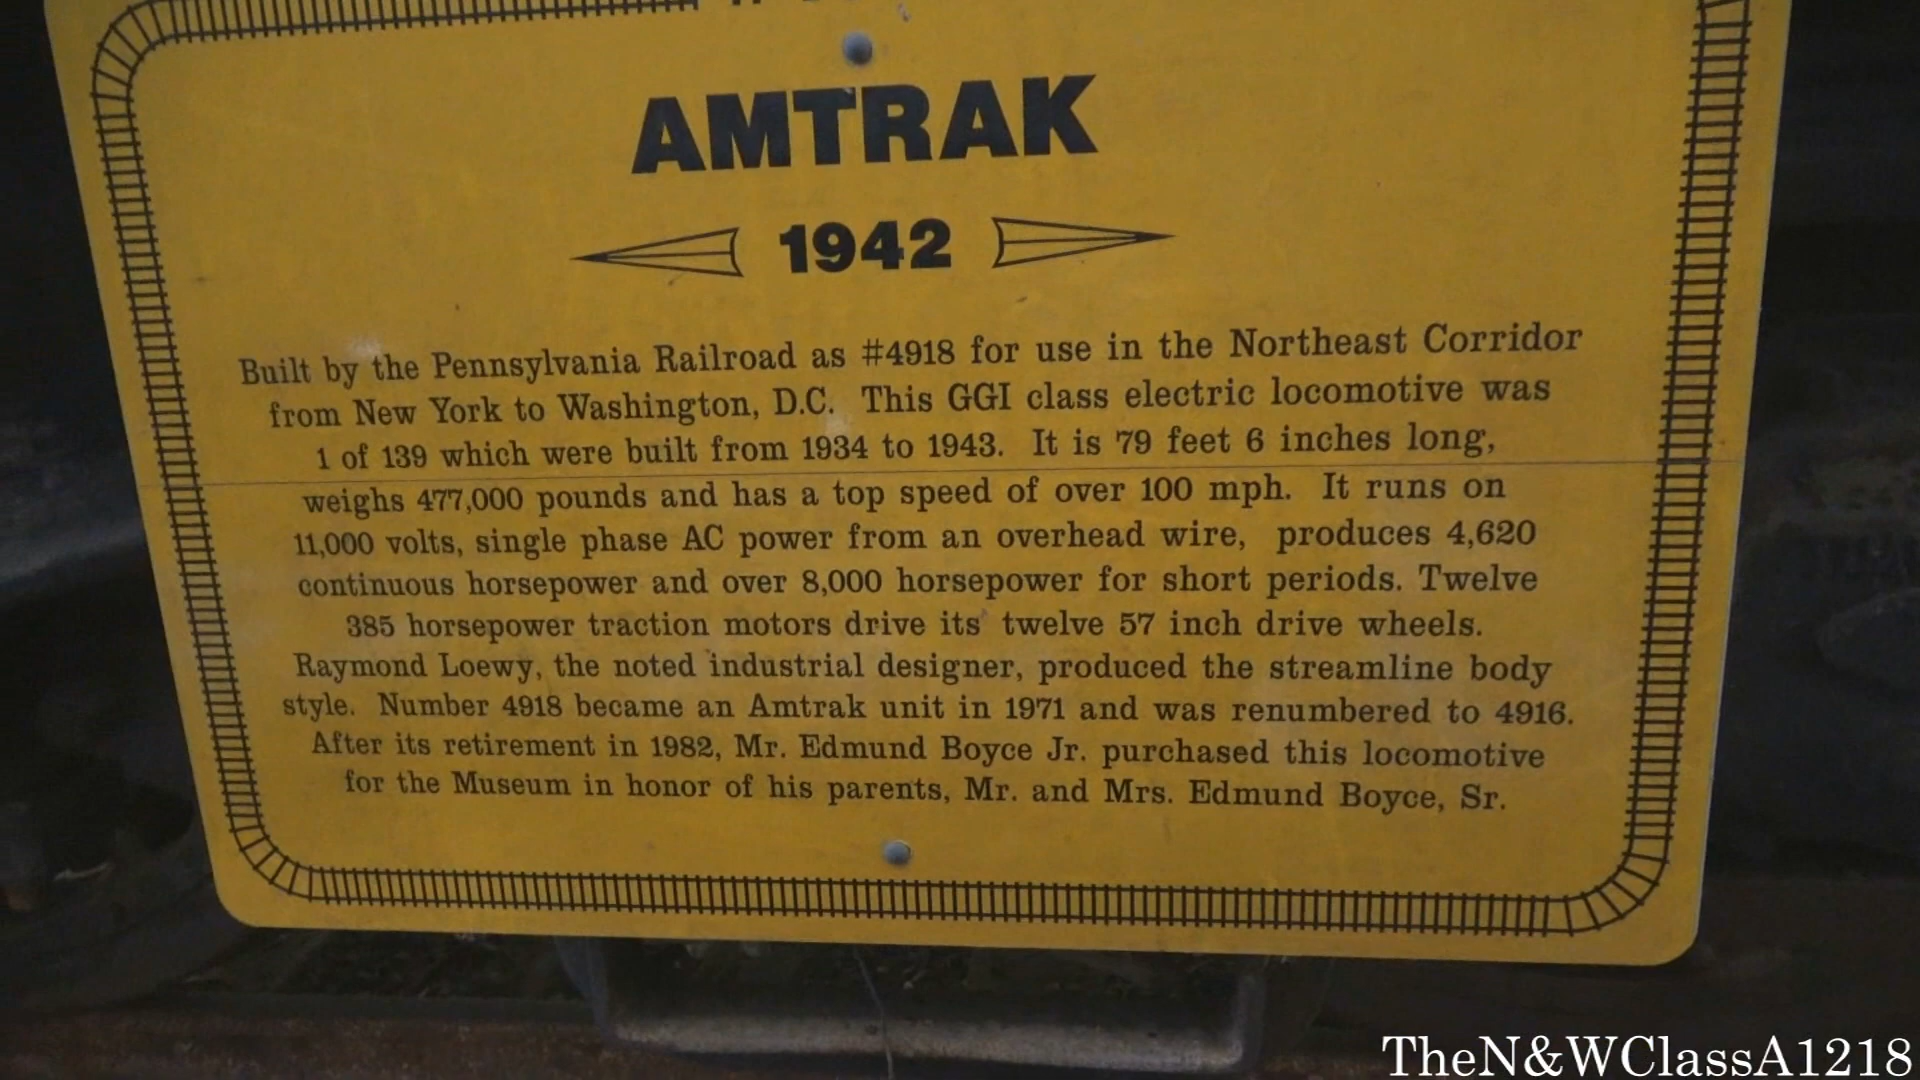 AMTRAK
1942
Built by the Pennsylvania Railroad as #4918 for use in the Northeast Corridor
from New York to Washington, D.C. This GGI class electric locomotive was
1 of 139 which were built from 1934 to 1943. It is 79 feet 6 inches long,
weighs 477,000 pounds and has a top speed of over 100 mph. It runs on
11,000 volts, single phase AC power from an overhead wire, produces 4,620
continuous horsepower and over 8,000 horsepower for short periods. Twelve
385 horsepower traction motors drive its' twelve 57 inch drive wheels.
Raymond Loewy, the noted industrial designer, produced the streamline body
style. Number 4918 became an Amtrak unit in 1971 and was renumbered to 4916.
After its retirement in 1982, Mr. Edmund Boyce Jr. purchased this locomotive
for the Museum in honor of his parents, Mr. and Mrs. Edmund Boyce, Sr.
TheN&WClassA1218